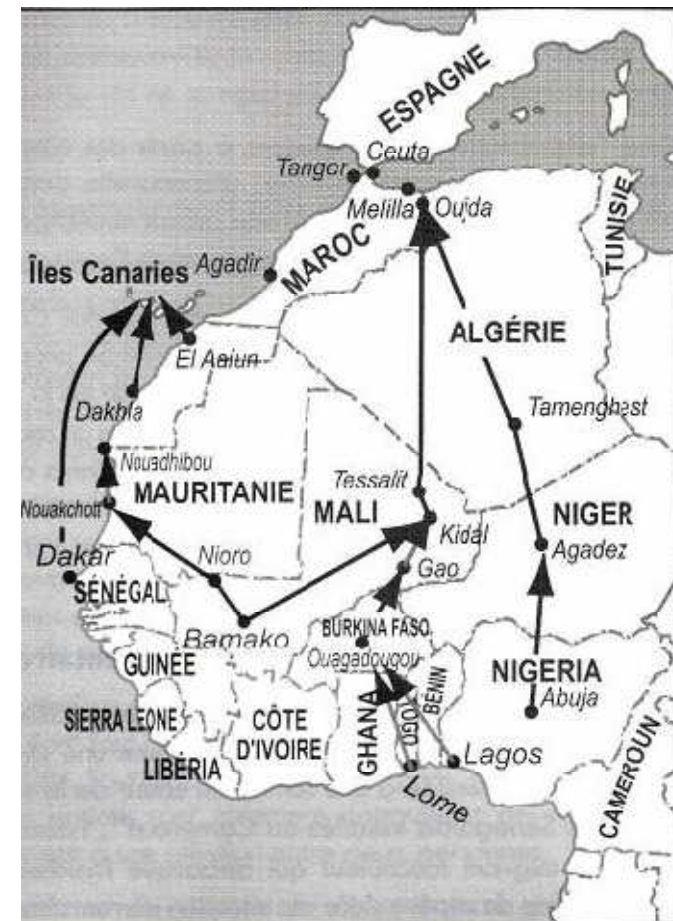 ESPAGNE
Ceuta
Tanger
Melilla
Oujda
TUNISIE
MAROC
Agadir
Îles Canaries
ALGÉRIE
El Aaiun
Dakhla
Tamenghast
Nouadhibou
MAURITANIE
Tessalit
Nouakchott
MALI
NIGER
Kidal
Agadez
Dakar
Nioro
Gao
SÉNÉGAL
BURKINA FASO
Bamako
Ouagadougou
GUINÉE
NIGERIA
BENIN
Abuja
SIERRA LEONE
CÔTE
D'IVOIRE
GHANA
TOGO
Lagos
LIBÉRIA
Lome
CAMEROUN